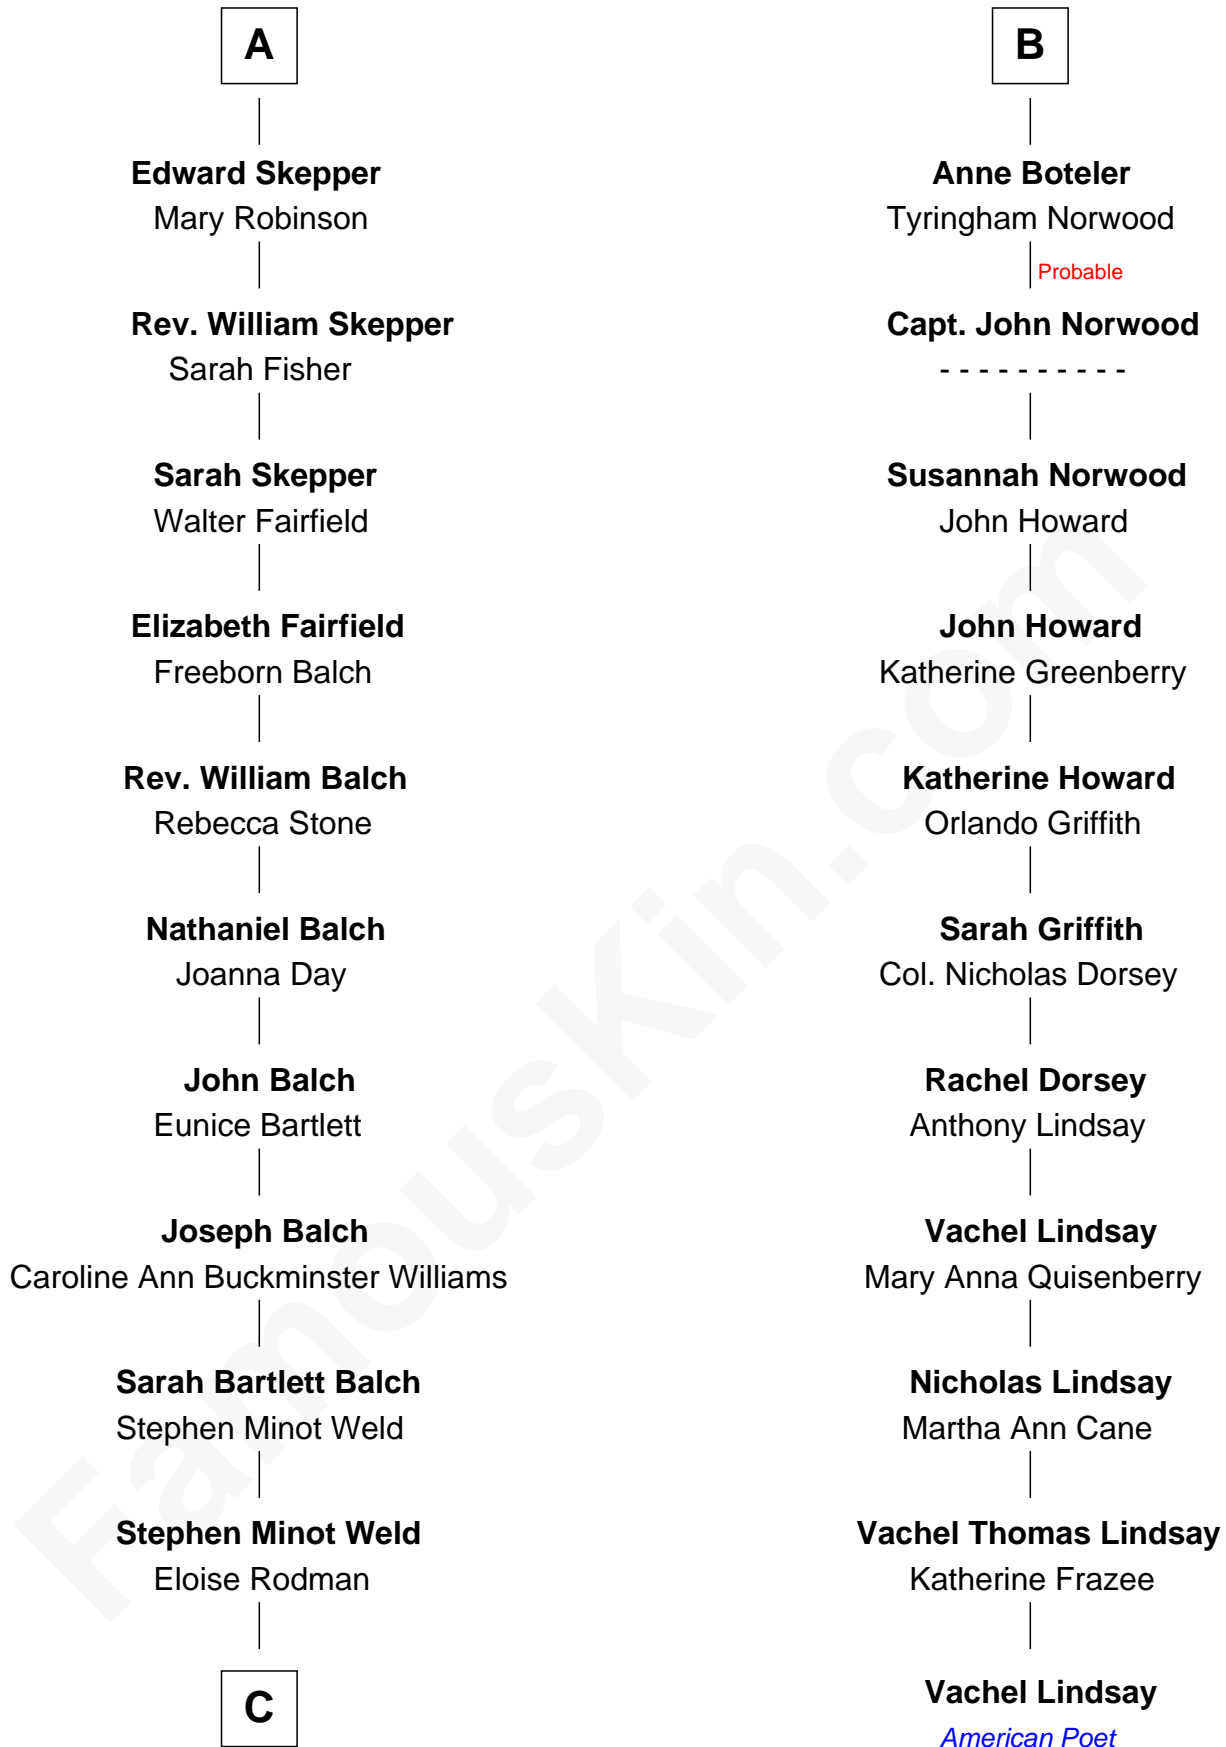 A
Edward Skepper
Mary Robinson
Rev. William Skepper
Sarah Fisher
Sarah Skepper
Walter Fairfield
Elizabeth Fairfield
Freeborn Balch
Rev. William Balch
Rebecca Stone
Nathaniel Balch
Joanna Day
John Balch
Eunice Bartlett
Joseph Balch
Caroline Ann Buckminster Williams
Sarah Bartlett Balch
Stephen Minot Weld
Stephen Minot Weld
Eloise Rodman
C
B
Anne Boteler
Tyringham Norwood
Probable
Capt. John Norwood
- - - - - - - - - -
Susannah Norwood
John Howard
John Howard
Katherine Greenberry
Katherine Howard
Orlando Griffith
Sarah Griffith
Col. Nicholas Dorsey
Rachel Dorsey
Anthony Lindsay
Vachel Lindsay
Mary Anna Quisenberry
Nicholas Lindsay
Martha Ann Cane
Vachel Thomas Lindsay
Katherine Frazee
Vachel Lindsay
American Poet
FamousKin.com